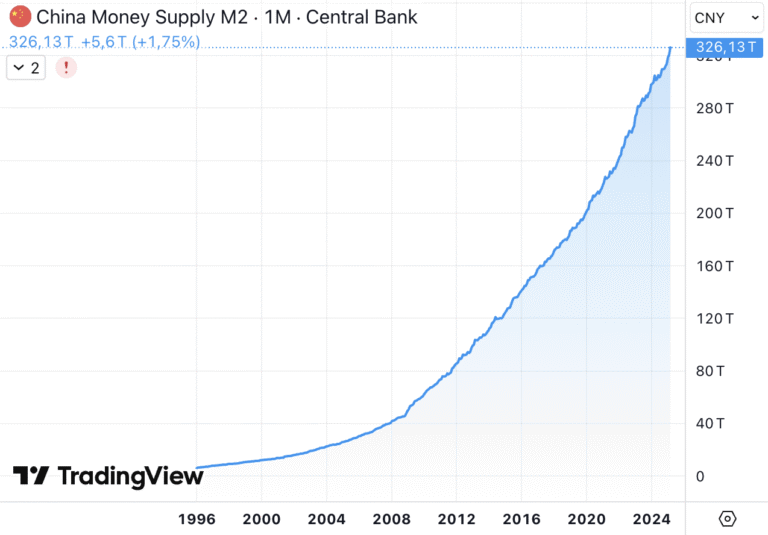 China Money Supply M2 · 1M · Central Bank
CNY
326,13 T +5,6 T (+1,75%)
326,13 T
2
!
320 T
280 T
240 T
200 T
160 T
120 T
80 T
40 T
0
TradingView
1996 2000 2004 2008 2012 2016 2020 2024